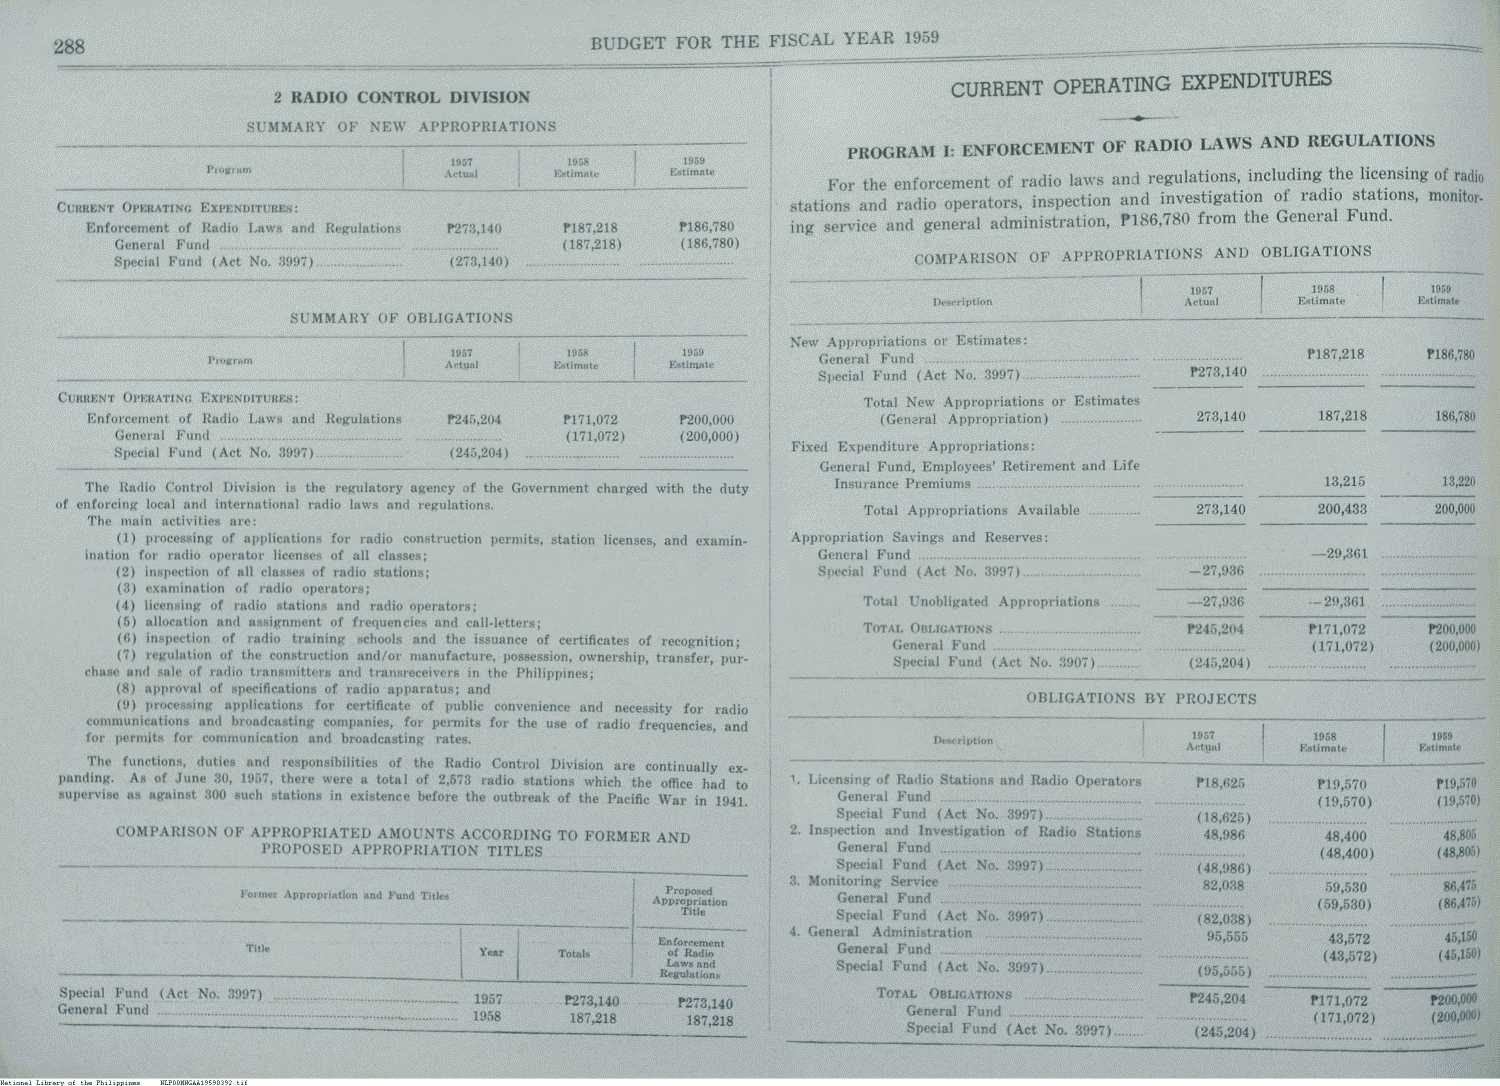 288
BUDGET FOR THE FISCAL YEAR 1959
2 RADIO CONTROL DIVISION
SUMMARY OF NEW APPROPRIATIONS
Program 1957 Actual 1958 Estimate 1959 Estimate
CURRENT OPERATING EXPENDITURES:
Enforcement of Radio Laws and Regulations ₱273,140 ₱187,218 ₱186,780
General Fund (187,218) (186,780)
Special Fund (Act No. 3997) (273,140)
SUMMARY OF OBLIGATIONS
Program 1957 Actual 1958 Estimate 1959 Estimate
CURRENT OPERATING EXPENDITURES:
Enforcement of Radio Laws and Regulations ₱245,204 ₱171,072 ₱200,000
General Fund (171,072) (200,000)
Special Fund (Act No. 3997) (245,204)
The Radio Control Division is the regulatory agency of the Government charged with the duty
of enforcing local and international radio laws and regulations.
The main activities are:
(1) processing of applications for radio construction permits, station licenses, and examin-
ination for radio operator licenses of all classes;
(2) inspection of all classes of radio stations;
(3) examination of radio operators;
(4) licensing of radio stations and radio operators;
(5) allocation and assignment of frequencies and call-letters;
(6) inspection of radio training schools and the issuance of certificates of recognition;
(7) regulation of the construction and/or manufacture, possession, ownership, transfer, pur-
chase and sale of radio transmitters and transreceivers in the Philippines;
(8) approval of specifications of radio apparatus; and
(9) processing applications for certificate of public convenience and necessity for radio
communications and broadcasting companies, for permits for the use of radio frequencies, and
for permits for communication and broadcasting rates.
The functions, duties and responsibilities of the Radio Control Division are continually ex-
panding. As of June 30, 1957, there were a total of 2,573 radio stations which the office had to
supervise as against 300 such stations in existence before the outbreak of the Pacific War in 1941.
COMPARISON OF APPROPRIATED AMOUNTS ACCORDING TO FORMER AND
PROPOSED APPROPRIATION TITLES
Former Appropriation and Fund Titles Proposed Appropriation Title
Title Year Totals Enforcement of Radio Laws and Regulations
Special Fund (Act No. 3997) 1957 ₱273,140 ₱273,140
General Fund 1958 187,218 187,218
CURRENT OPERATING EXPENDITURES
PROGRAM I: ENFORCEMENT OF RADIO LAWS AND REGULATIONS
For the enforcement of radio laws and regulations, including the licensing of radio
stations and radio operators, inspection and investigation of radio stations, monitor-
ing service and general administration, ₱186,780 from the General Fund.
COMPARISON OF APPROPRIATIONS AND OBLIGATIONS
Description 1957 Actual 1958 Estimate 1959 Estimate
New Appropriations or Estimates:
General Fund ₱187,218 ₱186,780
Special Fund (Act No. 3997) ₱273,140
Total New Appropriations or Estimates
(General Appropriation) 273,140 187,218 186,780
Fixed Expenditure Appropriations:
General Fund, Employees' Retirement and Life
Insurance Premiums 13,215 13,220
Total Appropriations Available 273,140 200,433 200,000
Appropriation Savings and Reserves:
General Fund —29,361
Special Fund (Act No. 3997) —27,936
Total Unobligated Appropriations —27,936 —29,361
TOTAL OBLIGATIONS ₱245,204 ₱171,072 ₱200,000
General Fund (171,072) (200,000)
Special Fund (Act No. 3907) (245,204)
OBLIGATIONS BY PROJECTS
Description 1957 Actual 1958 Estimate 1959 Estimate
1. Licensing of Radio Stations and Radio Operators ₱18,625 ₱19,570 ₱19,570
General Fund (19,570) (19,570)
Special Fund (Act No. 3997) (18,625)
2. Inspection and Investigation of Radio Stations 48,986 48,400 48,805
General Fund (48,400) (48,805)
Special Fund (Act No. 3997) (48,986)
3. Monitoring Service 82,038 59,530 86,475
General Fund (59,530) (86,475)
Special Fund (Act No. 3997) (82,038)
4. General Administration 95,555 43,572 45,150
General Fund (43,572) (45,150)
Special Fund (Act No. 3997) (95,555)
TOTAL OBLIGATIONS ₱245,204 ₱171,072 ₱200,000
General Fund (171,072) (200,000)
Special Fund (Act No. 3997) (245,204)
National Library of the Philippines NLPOOMNGAA19590392.tif